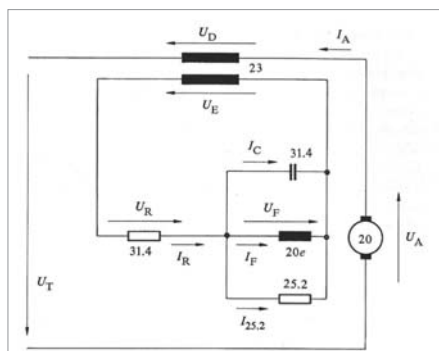 U_D
I_A
23
U_E
I_C
31.4
U_R
U_F
20
U_A
31.4
I_R
I_F
20e
U_T
25.2
I_25.2